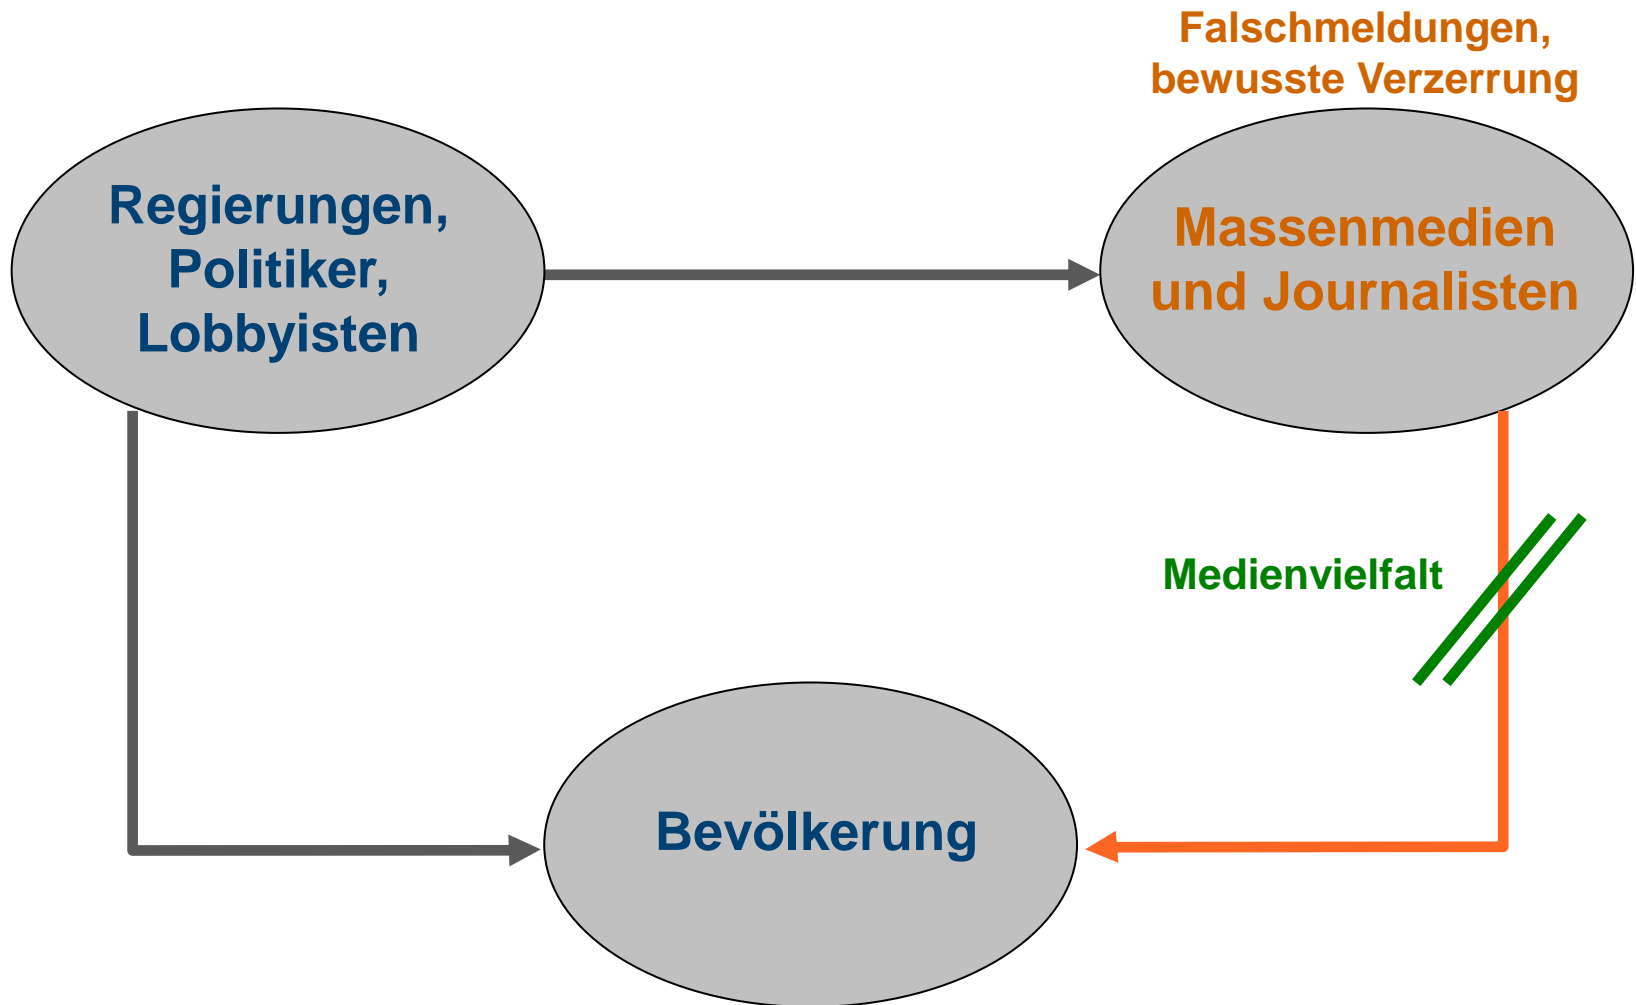 Falschmeldungen,
bewusste Verzerrung
Regierungen,
Politiker,
Lobbyisten
Massenmedien
und Journalisten
Medienvielfalt
Bevölkerung